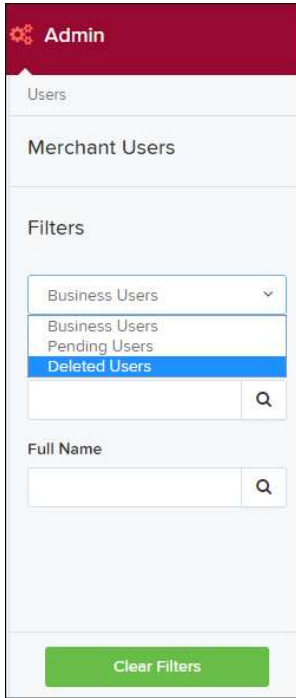 Admin
Users
Merchant Users
Filters
Business Users
Business Users
Pending Users
Deleted Users
Full Name
Clear Filters